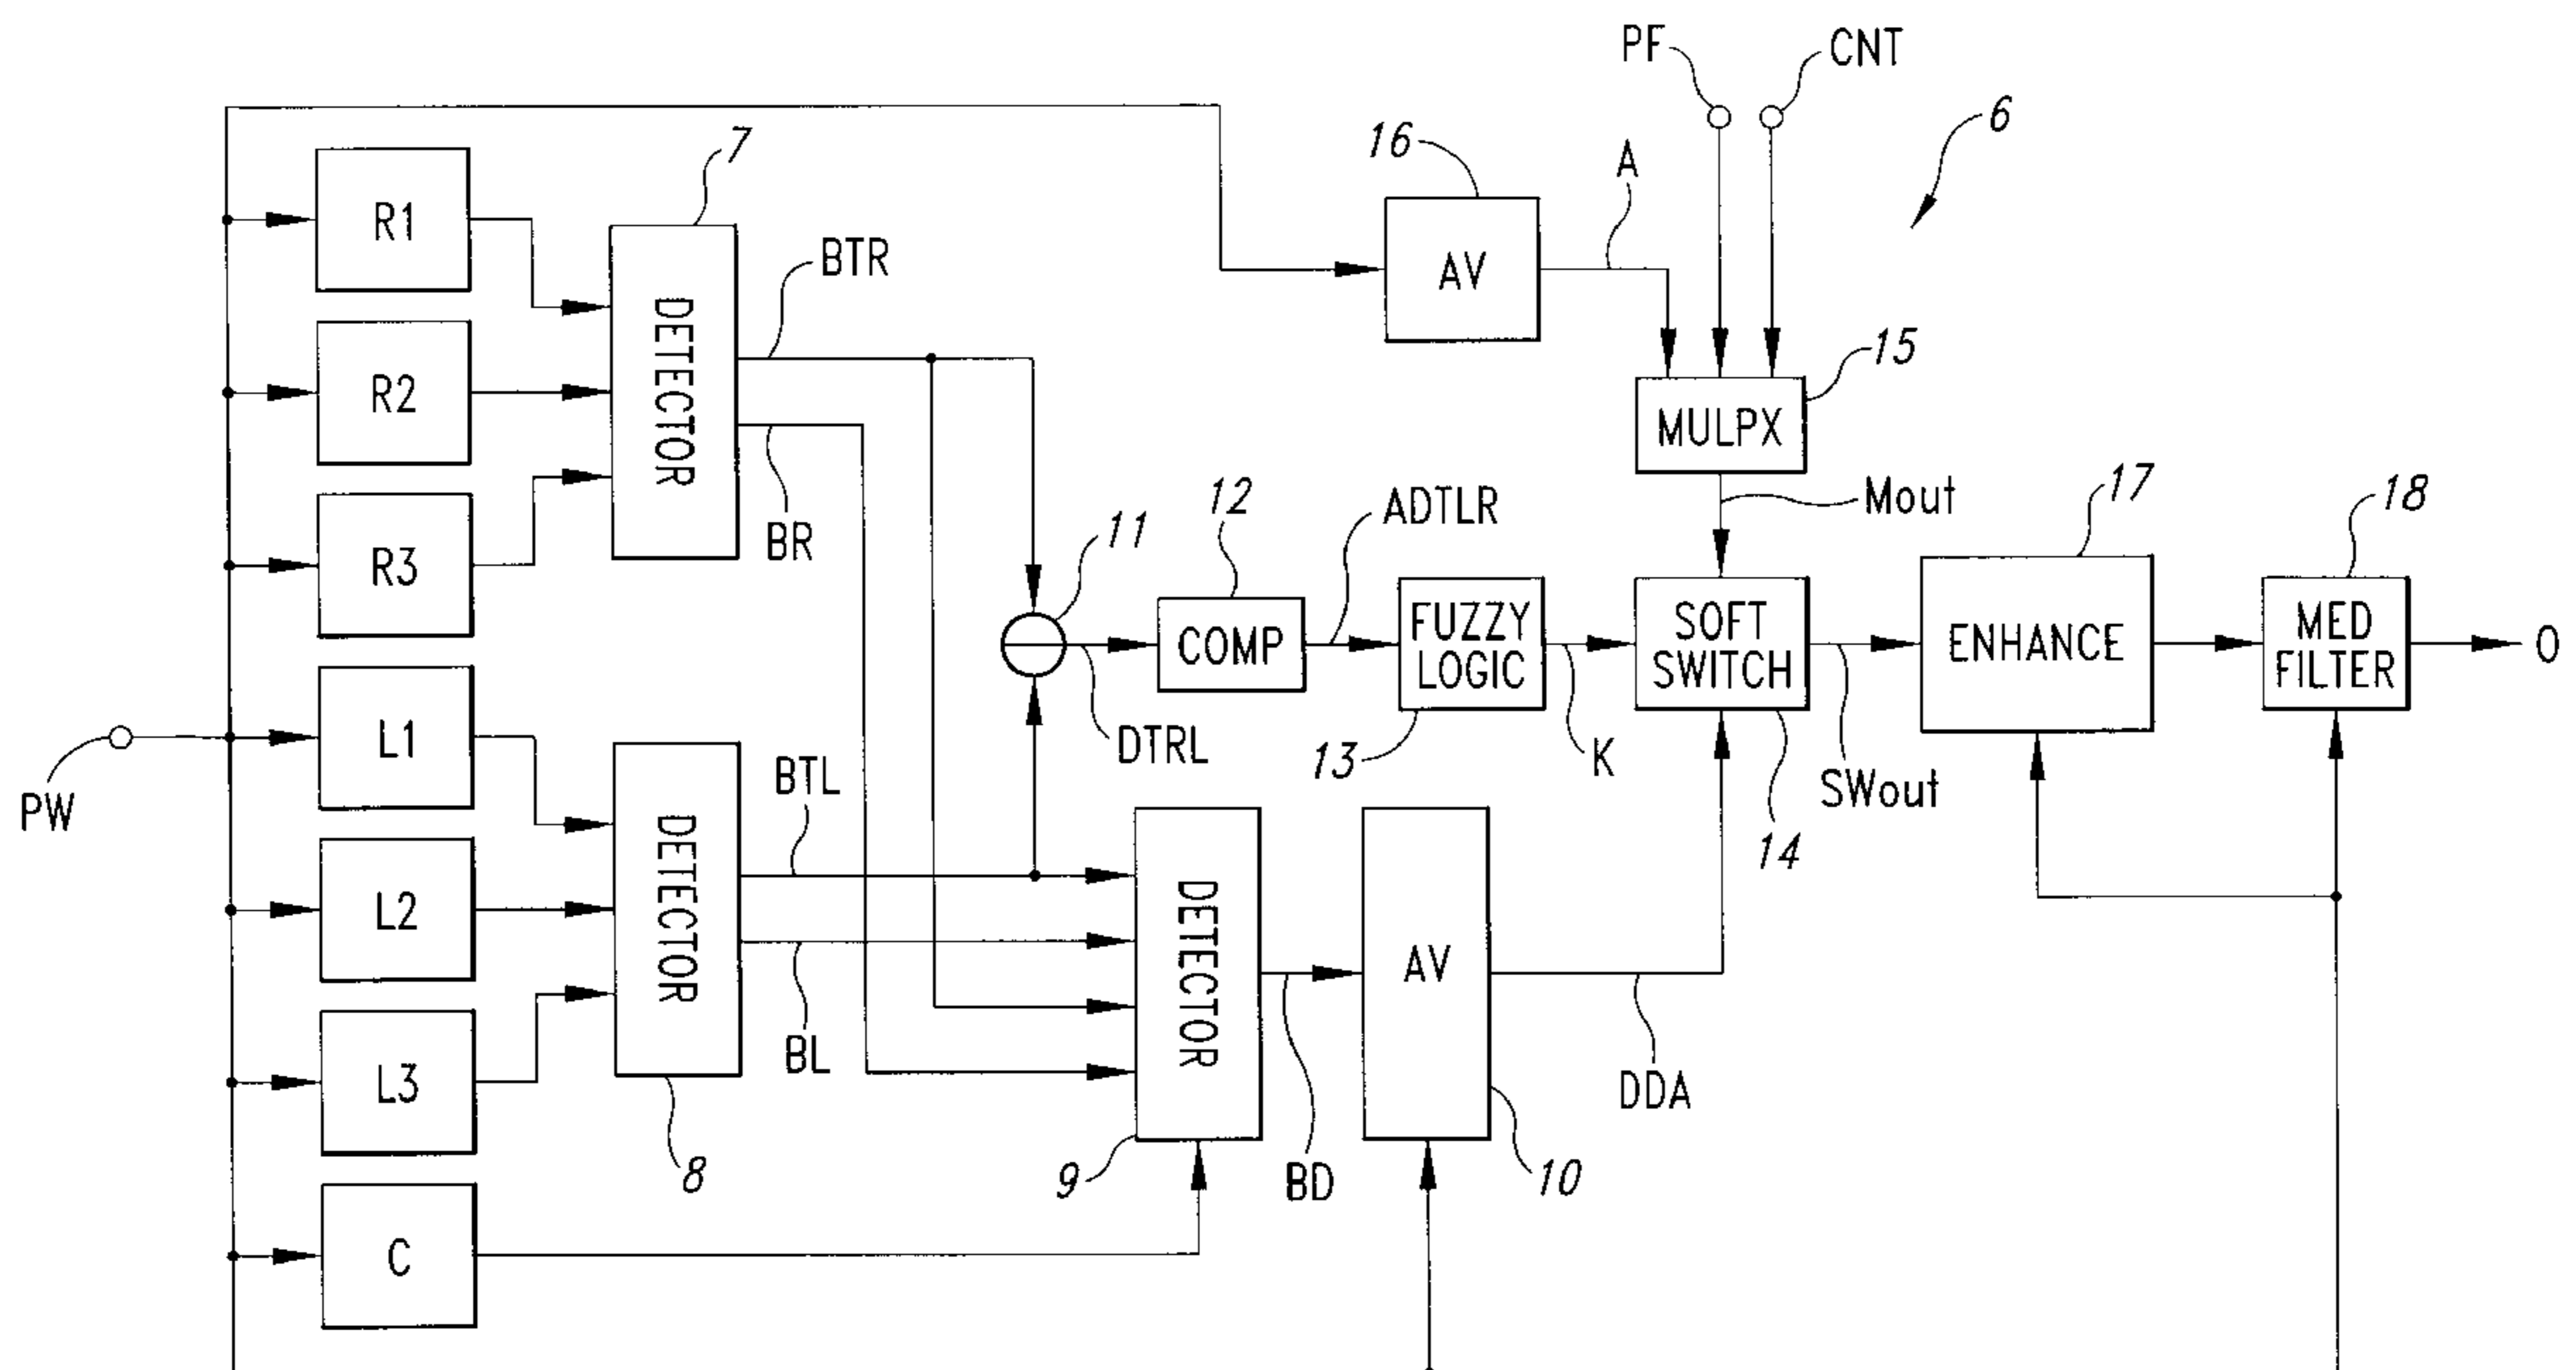 PF
CNT
6
7
16
A
R1
BTR
AV
DETECTOR
15
R2
MULPX
BR
12
ADTLR
Mout
17
18
R3
11
COMP
FUZZY
LOGIC
SOFT
SWITCH
ENHANCE
MED
FILTER
O
L1
DTRL
13
K
SWout
PW
BTL
14
DETECTOR
L2
DETECTOR
AV
BL
L3
DDA
8
9
BD
10
C